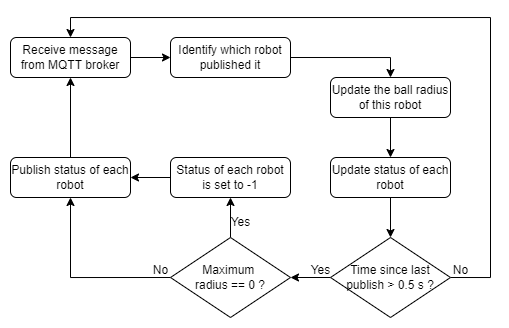 Receive message
from MQTT broker
Identify which robot
published it
Update the ball radius
of this robot
Publish status of each
robot
Status of each robot
is set to -1
Update status of each
robot
Yes
No
Maximum
radius == 0 ?
Yes
Time since last
publish > 0.5 s ?
No